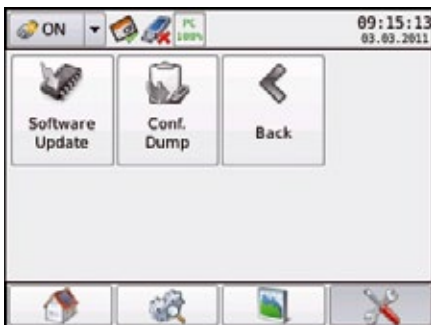 ON
PC
100%
09:15:13
03.03.2011
Software
Update
Conf.
Dump
Back